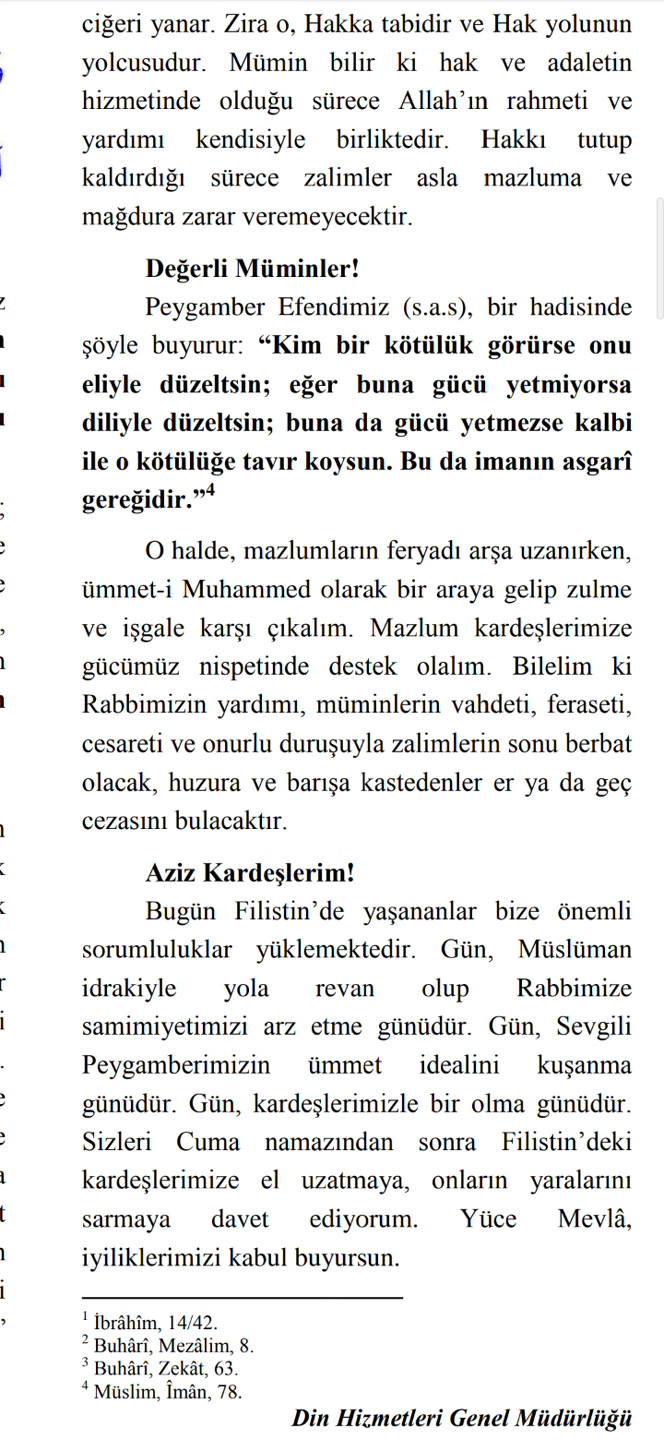 ciğeri yanar. Zira o, Hakka tabidir ve Hak yolunun
yolcusudur. Mümin bilir ki hak ve adaletin
hizmetinde olduğu sürece Allah’ın rahmeti ve
yardımı kendisiyle birliktedir. Hakkı tutup
kaldırdığı sürece zalimler asla mazluma ve
mağdura zarar veremeyecektir.
Değerli Müminler!
Peygamber Efendimiz (s.a.s), bir hadisinde
şöyle buyurur: “Kim bir kötülük görürse onu
eliyle düzeltsin; eğer buna gücü yetmiyorsa
diliyle düzeltsin; buna da gücü yetmezse kalbi
ile o kötülüğe tavır koysun. Bu da imanın asgarî
gereğidir.”4
O halde, mazlumların feryadı arşa uzanırken,
ümmet-i Muhammed olarak bir araya gelip zulme
ve işgale karşı çıkalım. Mazlum kardeşlerimize
gücümüz nispetinde destek olalım. Bilelim ki
Rabbimizin yardımı, müminlerin vahdeti, feraseti,
cesareti ve onurlu duruşuyla zalimlerin sonu berbat
olacak, huzura ve barışa kastedenler er ya da geç
cezasını bulacaktır.
Aziz Kardeşlerim!
Bugün Filistin’de yaşananlar bize önemli
sorumluluklar yüklemektedir. Gün, Müslüman
idrakiyle yola revan olup Rabbimize
samimiyetimizi arz etme günüdür. Gün, Sevgili
Peygamberimizin ümmet idealini kuşanma
günüdür. Gün, kardeşlerimizle bir olma günüdür.
Sizleri Cuma namazından sonra Filistin’deki
kardeşlerimize el uzatmaya, onların yaralarını
sarmaya davet ediyorum. Yüce Mevlâ,
iyiliklerimizi kabul buyursun.
1 İbrâhîm, 14/42.
2 Buhârî, Mezâlim, 8.
3 Buhârî, Zekât, 63.
4 Müslim, Îmân, 78.
Din Hizmetleri Genel Müdürlüğü